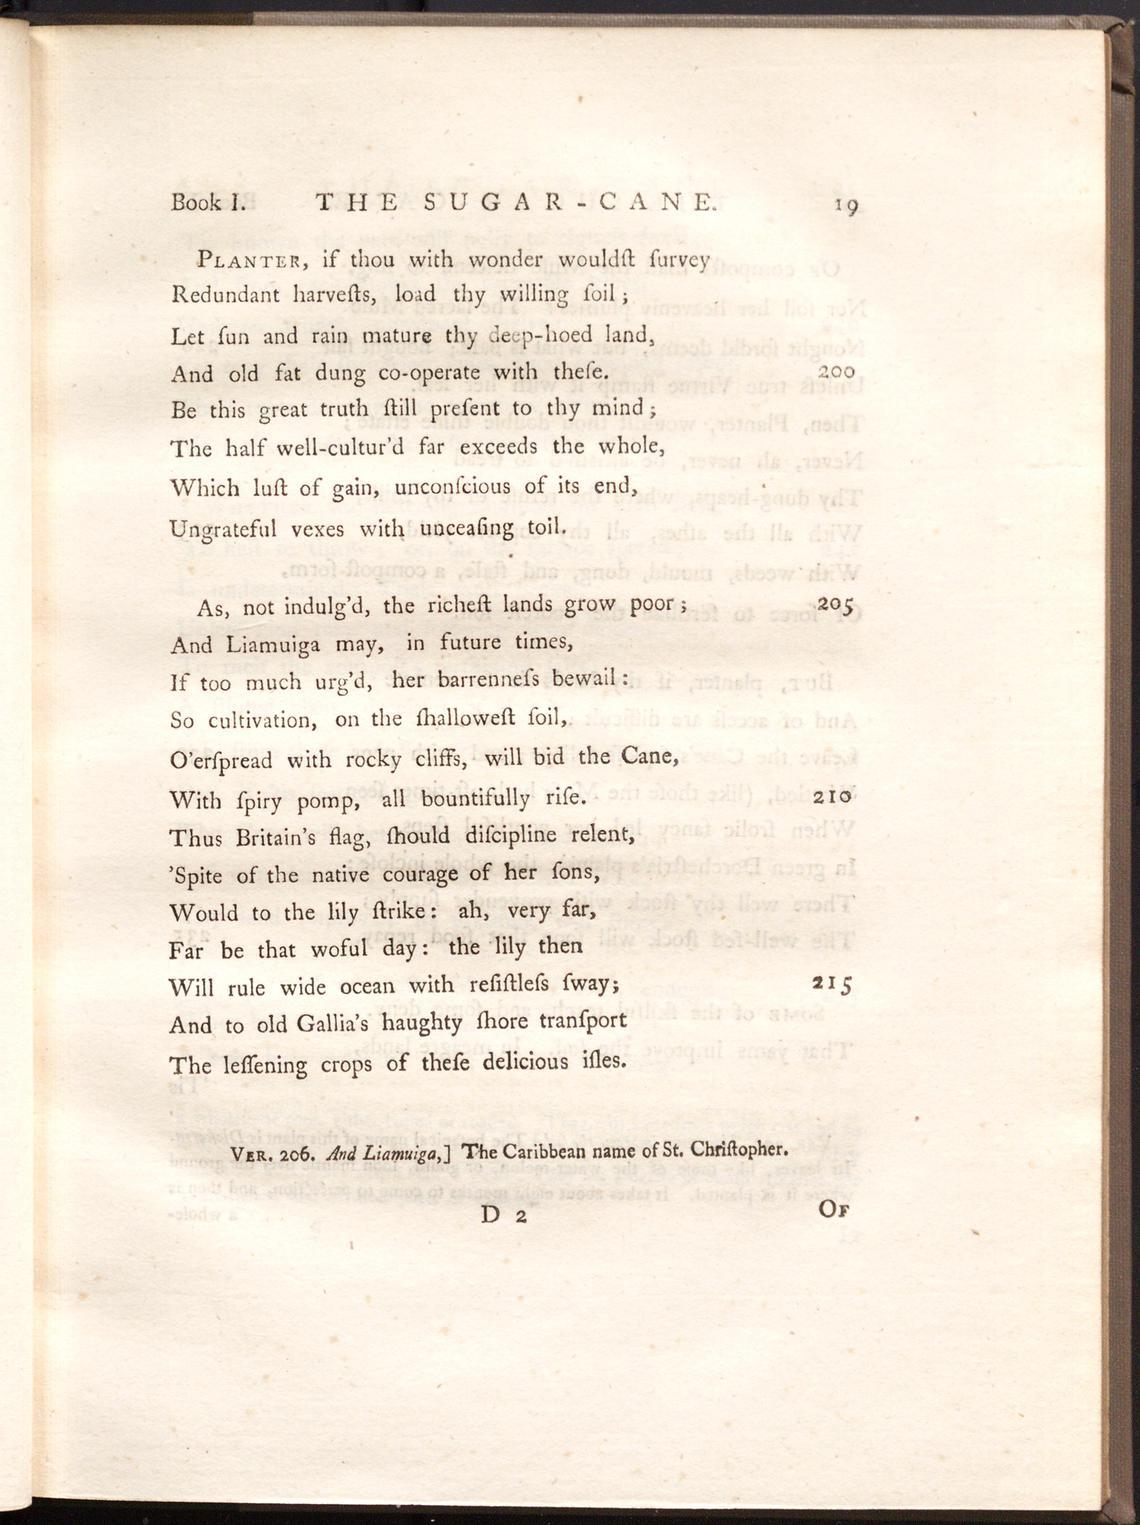 Book I. THE SUGAR-CANE. 19
PLANTER, if thou with wonder wouldſt ſurvey
Redundant harveſts, load thy willing ſoil;
Let ſun and rain mature thy deep-hoed land,
And old fat dung co-operate with theſe. 200
Be this great truth ſtill preſent to thy mind;
The half well-cultur'd far exceeds the whole,
Which luſt of gain, unconſcious of its end,
Ungrateful vexes with unceaſing toil.
As, not indulg'd, the richeſt lands grow poor; 205
And Liamuiga may, in future times,
If too much urg'd, her barrenneſs bewail:
So cultivation, on the ſhalloweſt ſoil,
O'erſpread with rocky cliffs, will bid the Cane,
With ſpiry pomp, all bountifully riſe. 210
Thus Britain's flag, ſhould diſcipline relent,
'Spite of the native courage of her ſons,
Would to the lily ſtrike: ah, very far,
Far be that woful day: the lily then
Will rule wide ocean with reſiſtleſs ſway; 215
And to old Gallia's haughty ſhore tranſport
The leſſening crops of theſe delicious iſles.
VER. 206. And Liamuiga,] The Caribbean name of St. Chriſtopher.
D 2 OF